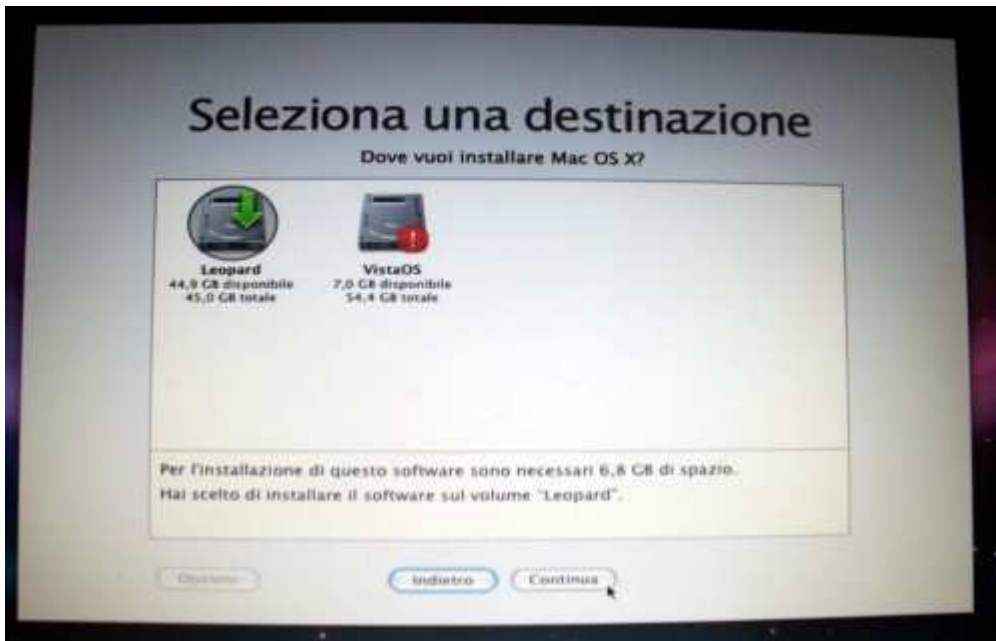 Seleziona una destinazione
Dove vuoi installare Mac OS X?
Leopard
44,9 GB disponibile
45,0 GB totale
VistaOS
7,0 GB disponibile
54,4 GB totale
Per l'installazione di questo software sono necessari 6,8 GB di spazio.
Hai scelto di installare il software sul volume "Leopard".
Indietro
Continua